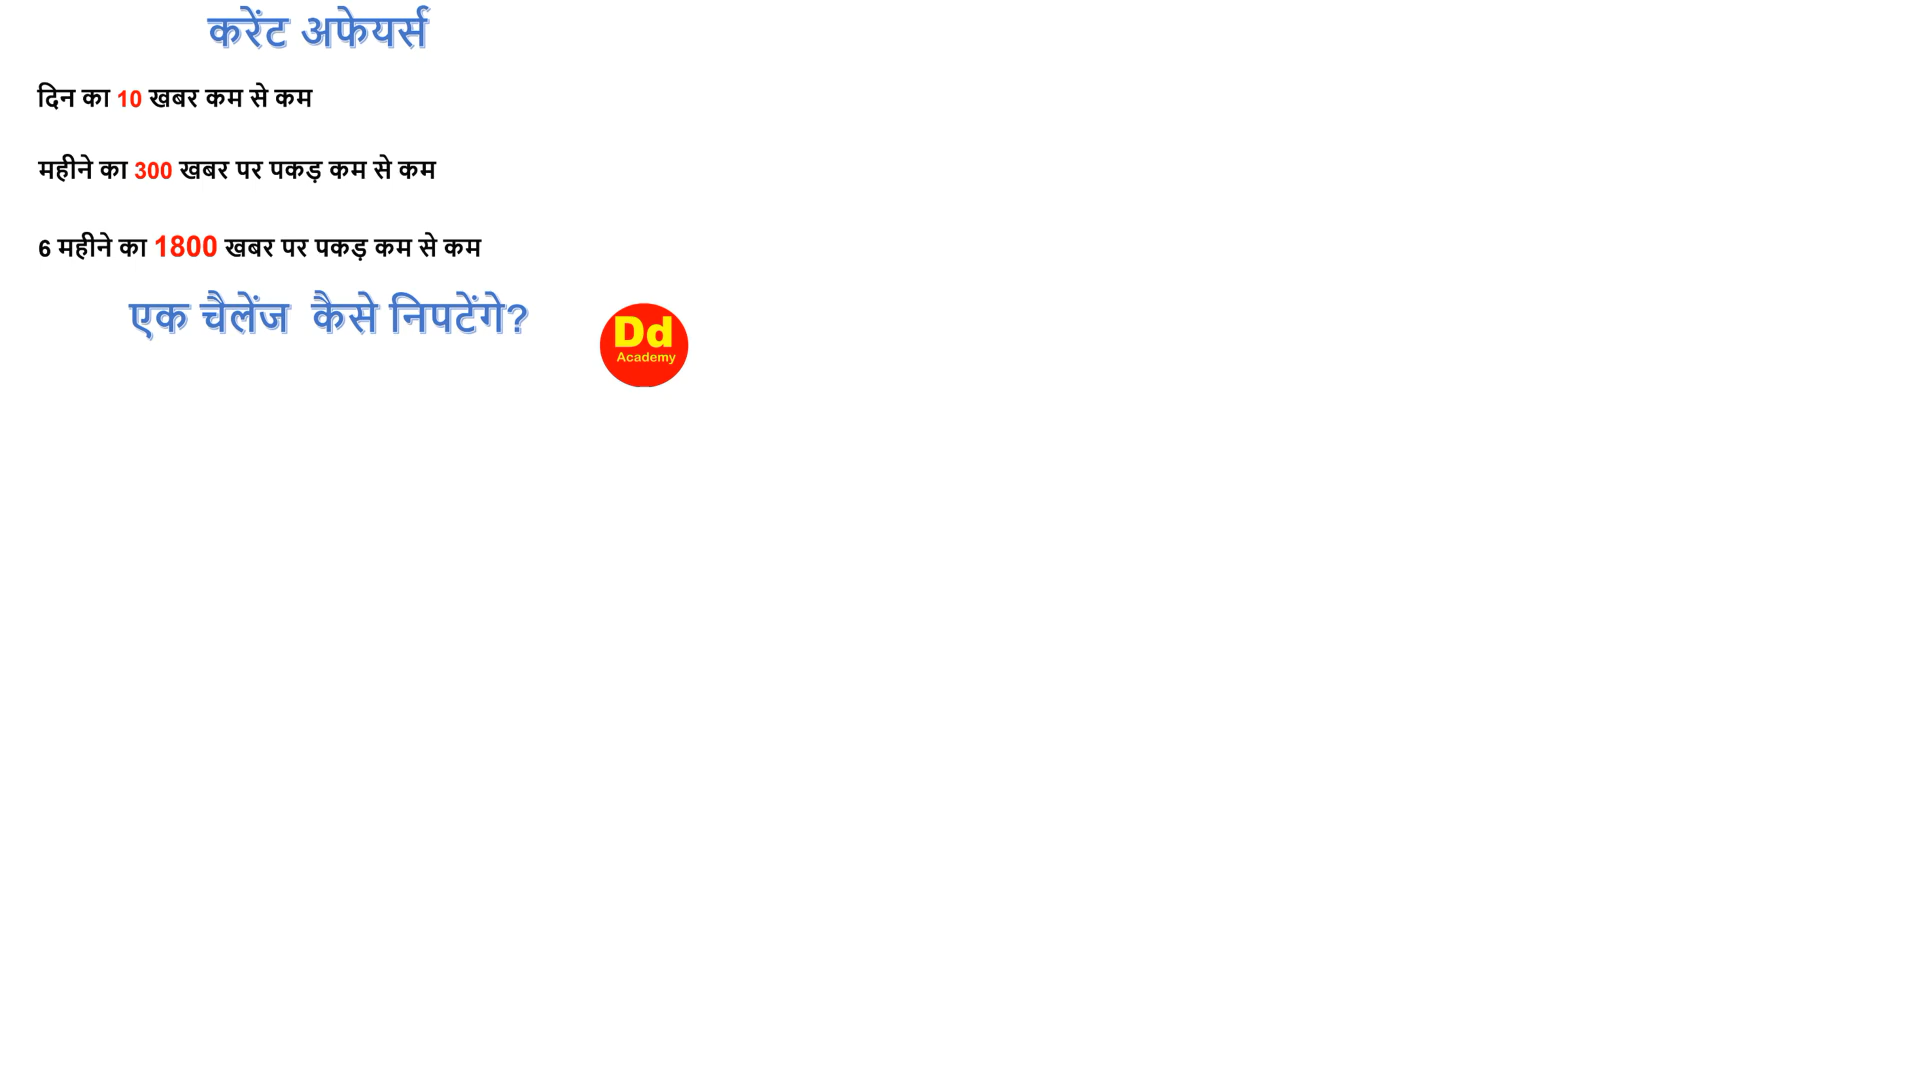 करेंट अफेयर्स
दिन का 10 खबर कम से कम
महीने का 300 खबर पर पकड़ कम से कम
6 महीने का 1800 खबर पर पकड़ कम से कम
एक चैलेंज  कैसे निपटेंगे?
Dd
Academy